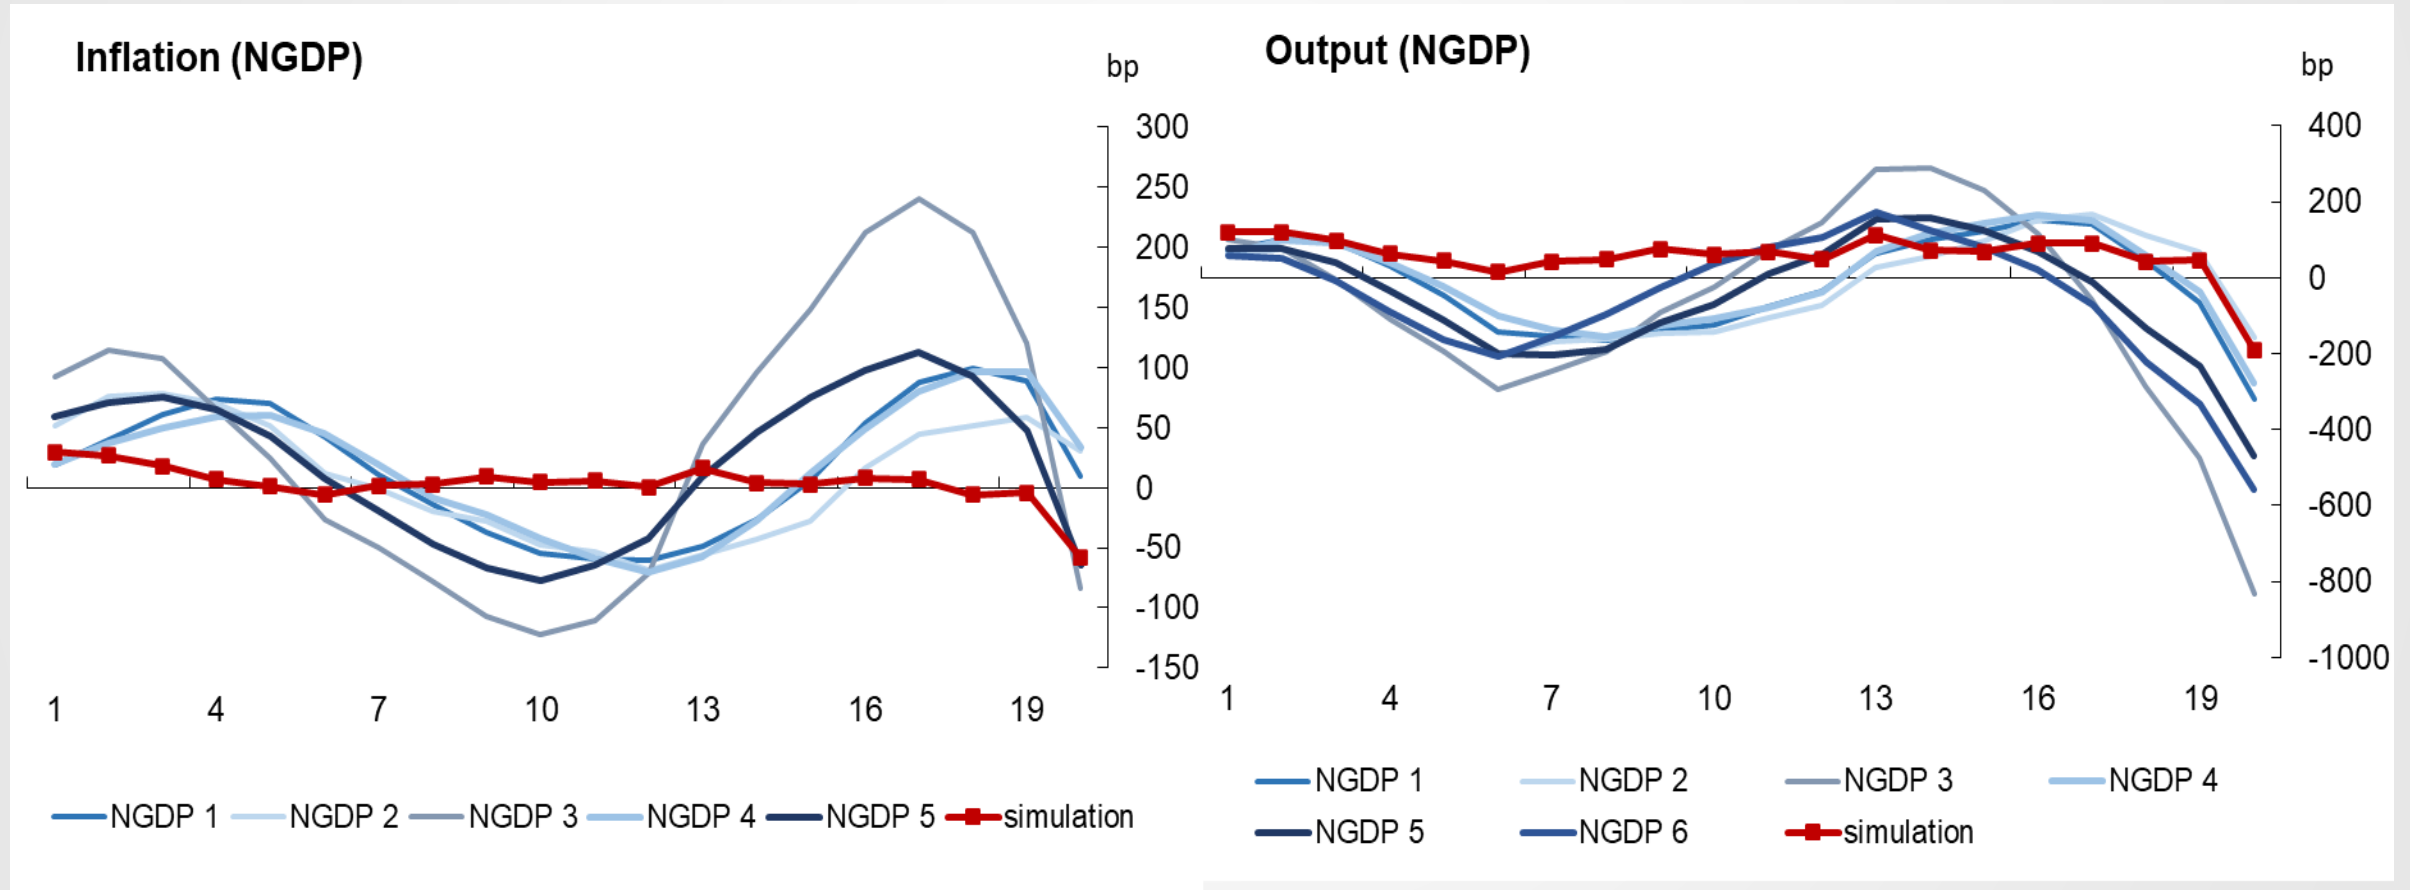 Inflation (NGDP)
bp
300
250
200
150
100
50
0
-50
-100
-150
1 4 7 10 13 16 19
NGDP 1 NGDP 2 NGDP 3 NGDP 4 NGDP 5 simulation
Output (NGDP)
bp
400
200
0
-200
-400
-600
-800
-1000
1 4 7 10 13 16 19
NGDP 1 NGDP 2 NGDP 3 NGDP 4
NGDP 5 NGDP 6 simulation